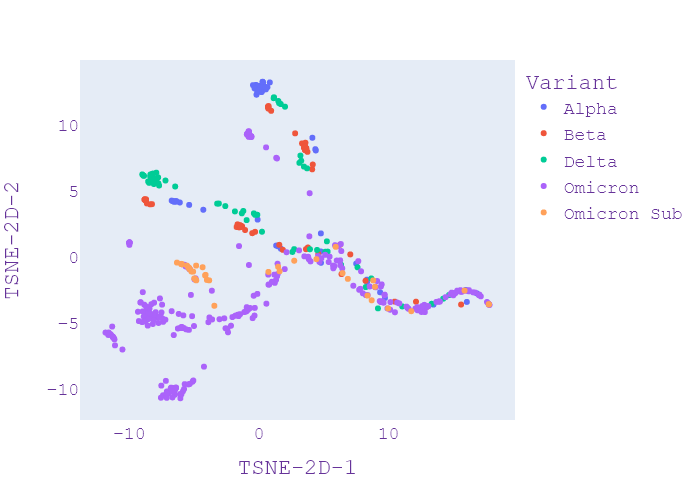 Variant
Alpha
Beta
Delta
Omicron
Omicron Sub
10
5
0
−5
−10
TSNE-2D-2
−10
0
10
TSNE-2D-1